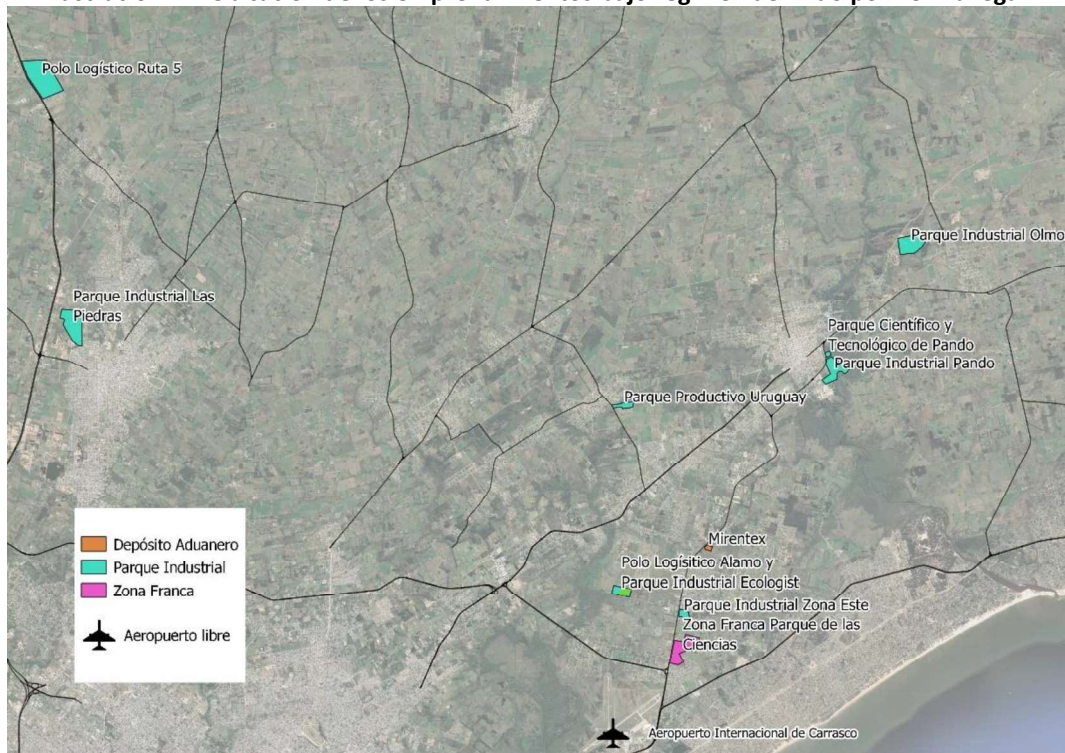 Polo Logístico Ruta 5
Parque Industrial Olmo
Parque Industrial Las
Piedras
Parque Científico y
Tecnológico de Pando
Parque Industrial Pando
Parque Productivo Uruguay
Mirentex
Polo Logísitico Alamo y
Parque Industrial Ecologist
Parque Industrial Zona Este
Zona Franca Parque de las
Ciencias
Depósito Aduanero
Parque Industrial
Zona Franca
Aeropuerto libre
Aeropuerto Internacional de Carrasco